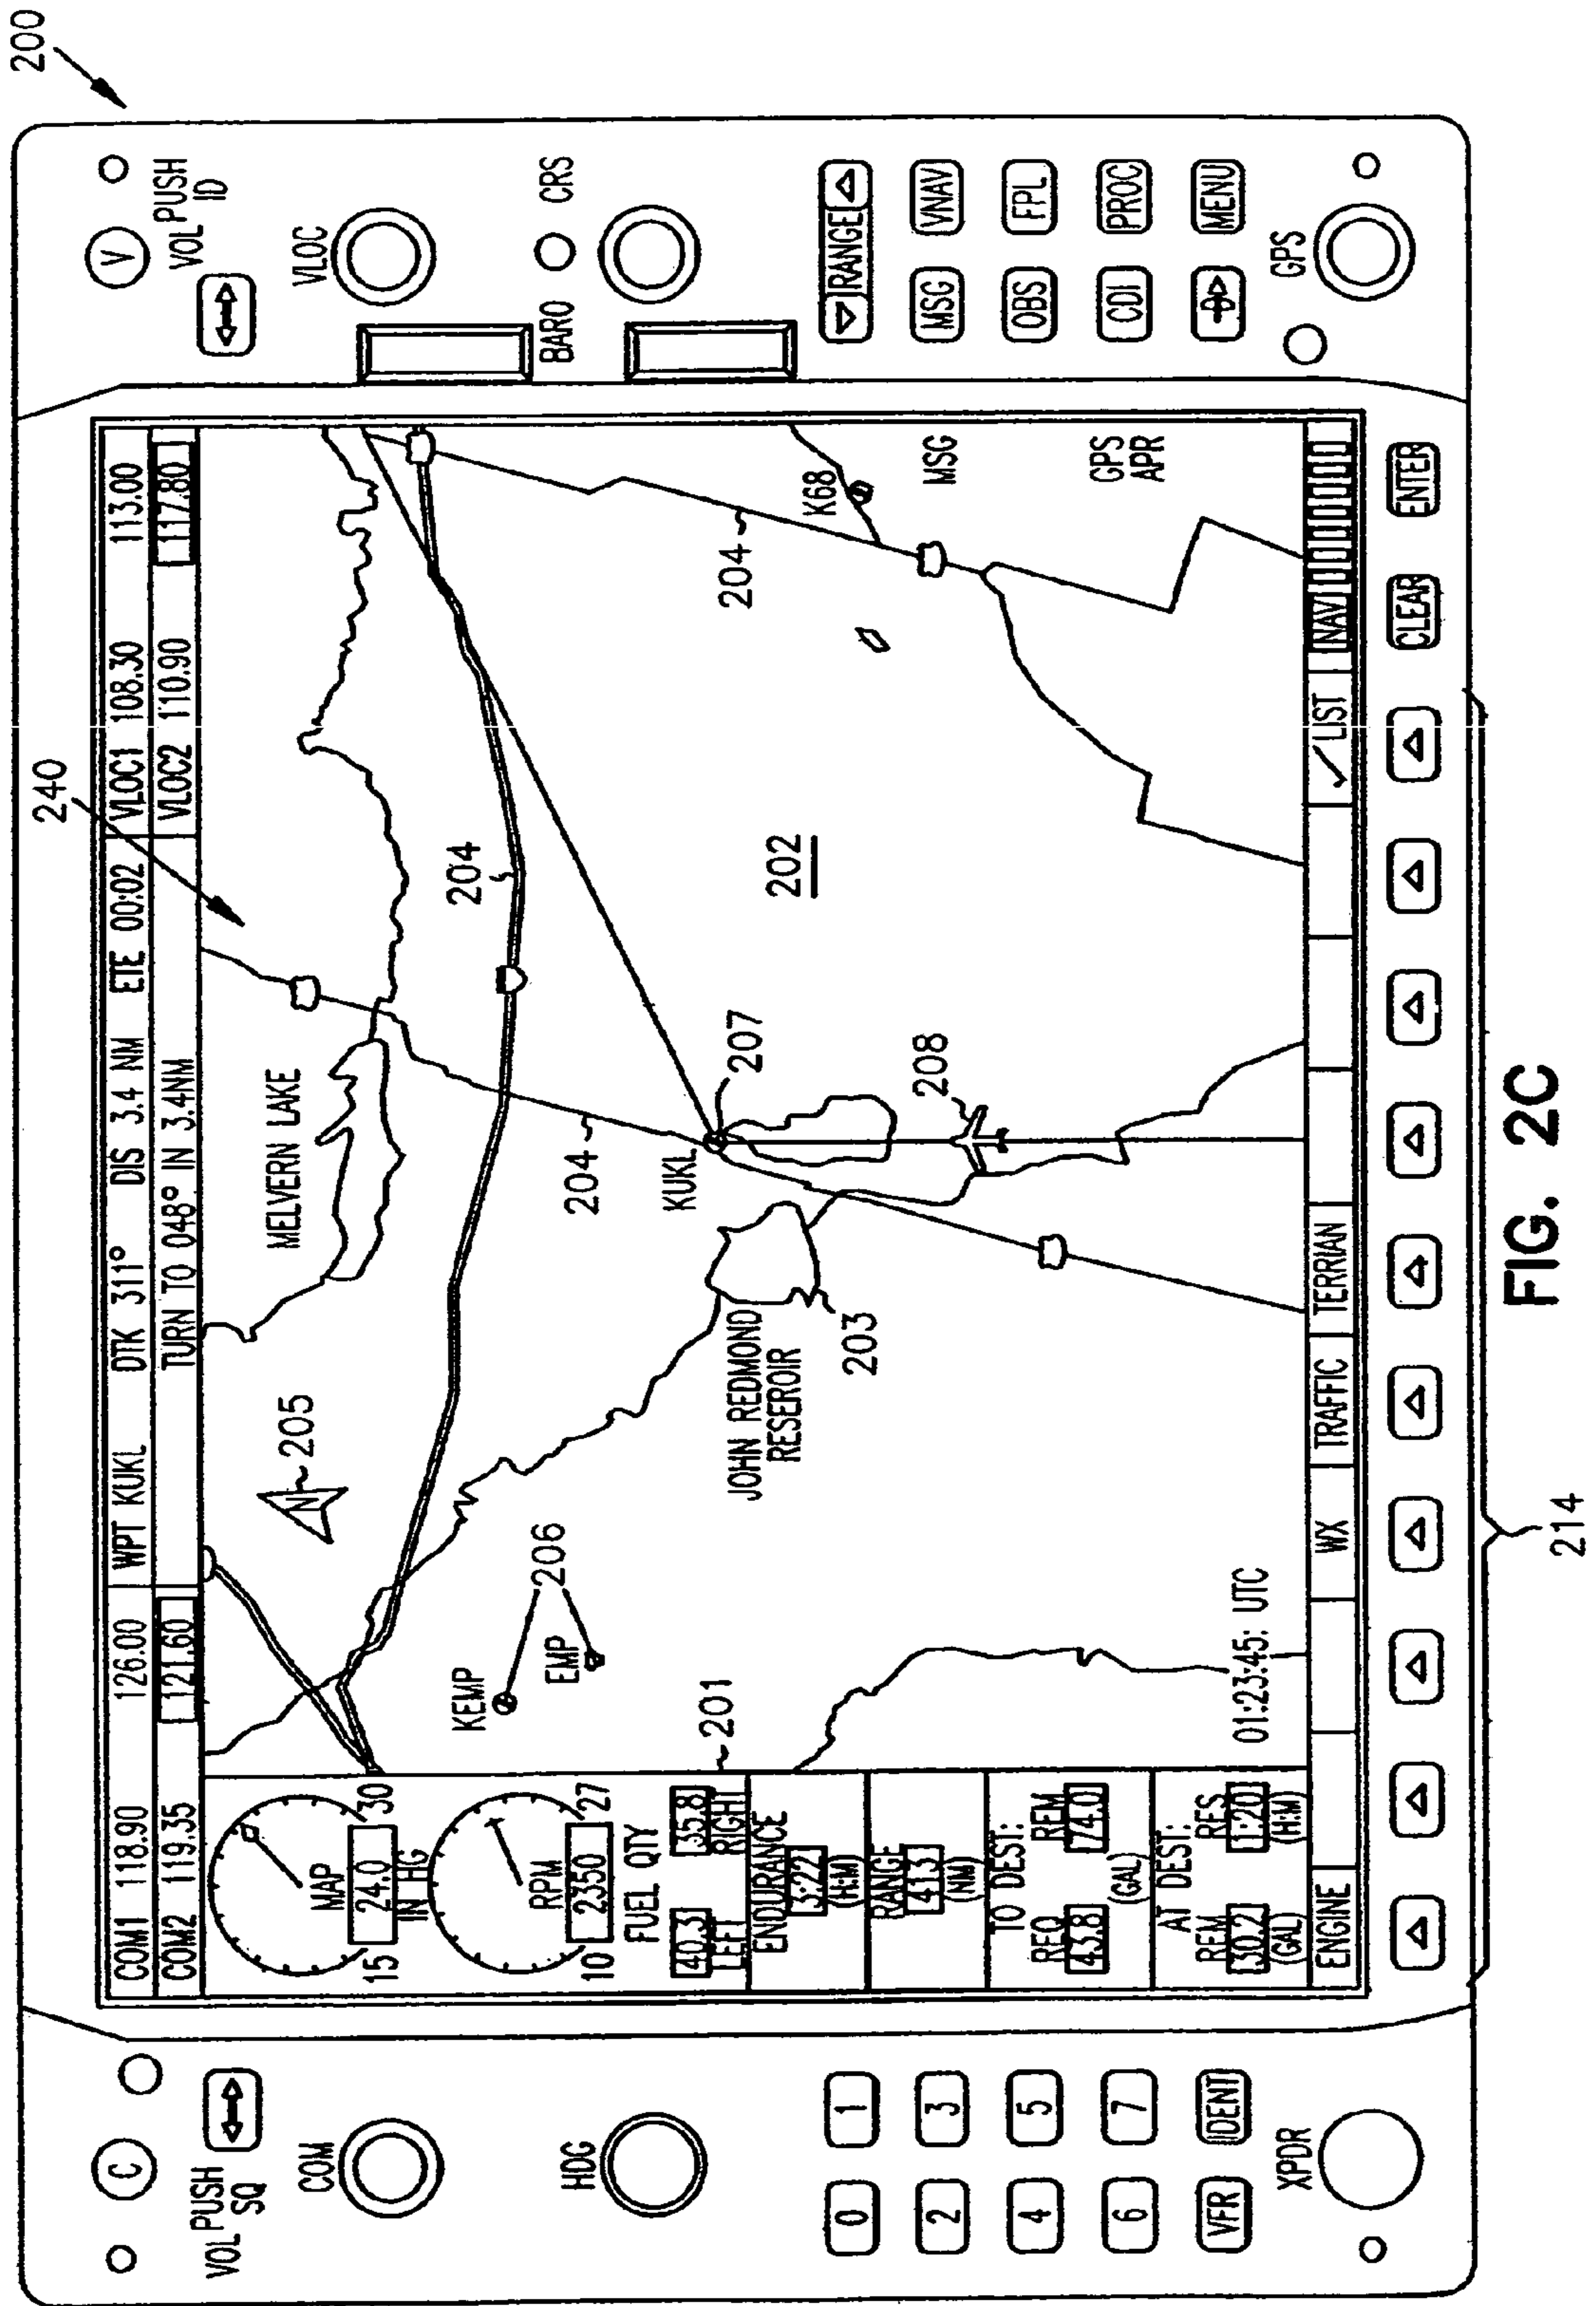 200
C
VOL PUSH
SQ
COM
HDG
0 1
2 3
4 5
6 7
VFR IDENT
XPDR
240
COM1 118.90 126.00 WPT KUKL DTK 311° DIS 3.4 NM ETE 00:02 VLOC1 108.30 113.00
COM2 119.35 121.60 TURN TO 048° IN 3.4NM VLOC2 110.90 117.80
MAP
15 24.0 30
IN HG
RPM
10 2350 27
FUEL QTY
40.3 35.8
LEFT RIGHT
ENDURANCE
3:22
(H:M)
RANGE
413
(NM)
TO DEST:
REQ REM
43.8 74.0
(GAL)
AT DEST:
REM RES
30.2 1:20
(GAL) (H:M)
201
N
205
MELVERN LAKE
204
KEMP
206
EMP
204
KUKL
207
JOHN REDMOND
RESEROIR
203
208
202
204
K68
MSG
GPS
APR
01:23:45: UTC
ENGINE WX TRAFFIC TERRIAN ✓LIST NAV
CLEAR ENTER
214
V
VOL PUSH
ID
VLOC
BARO CRS
RANGE
MSG VNAV
OBS FPL
CDI PROC
D MENU
GPS
FIG. 2C